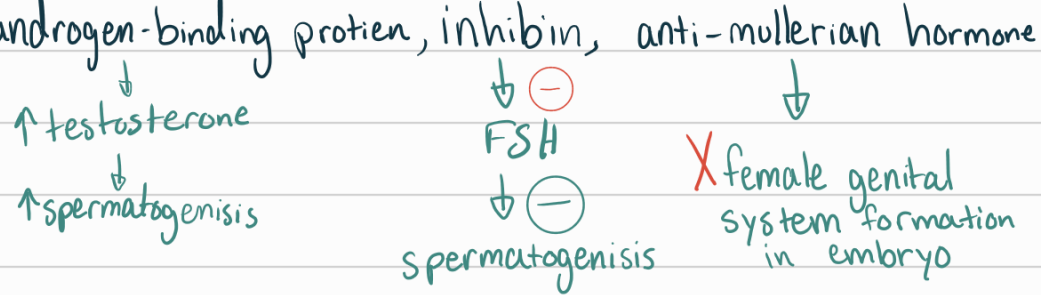 androgen-binding protien, inhibin, anti-mullerian hormone
↓ ↓ ⊖ ↓
↑ testosterone
FSH
↓ ↓ ⊖
X female genital
↑ spermatogenisis
system formation
spermatogenisis
in embryo